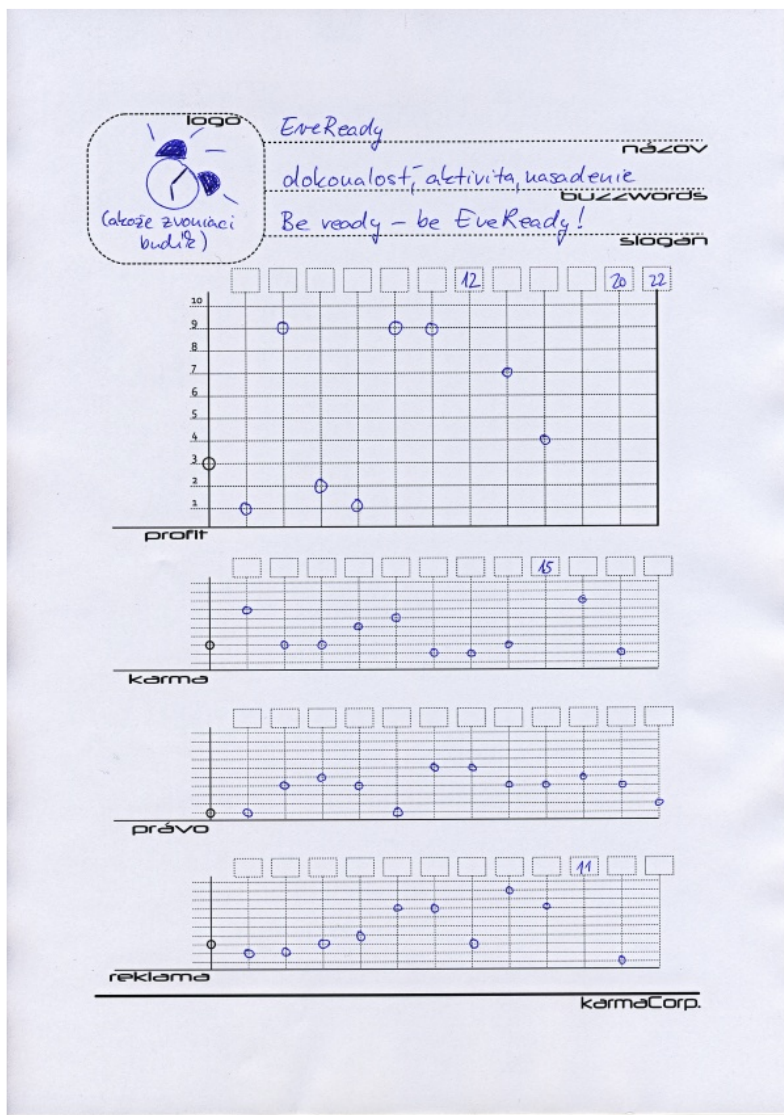 logo
EveReady
názov
dokonalosť, aktivita, nasadenie
buzzwords
(akože zvoniaci
budík)
Be ready – be EveReady!
slogan
12 20 22
10
9
8
7
6
5
4
3
2
1
profit
15
karma
právo
11
reklama
karmaCorp.